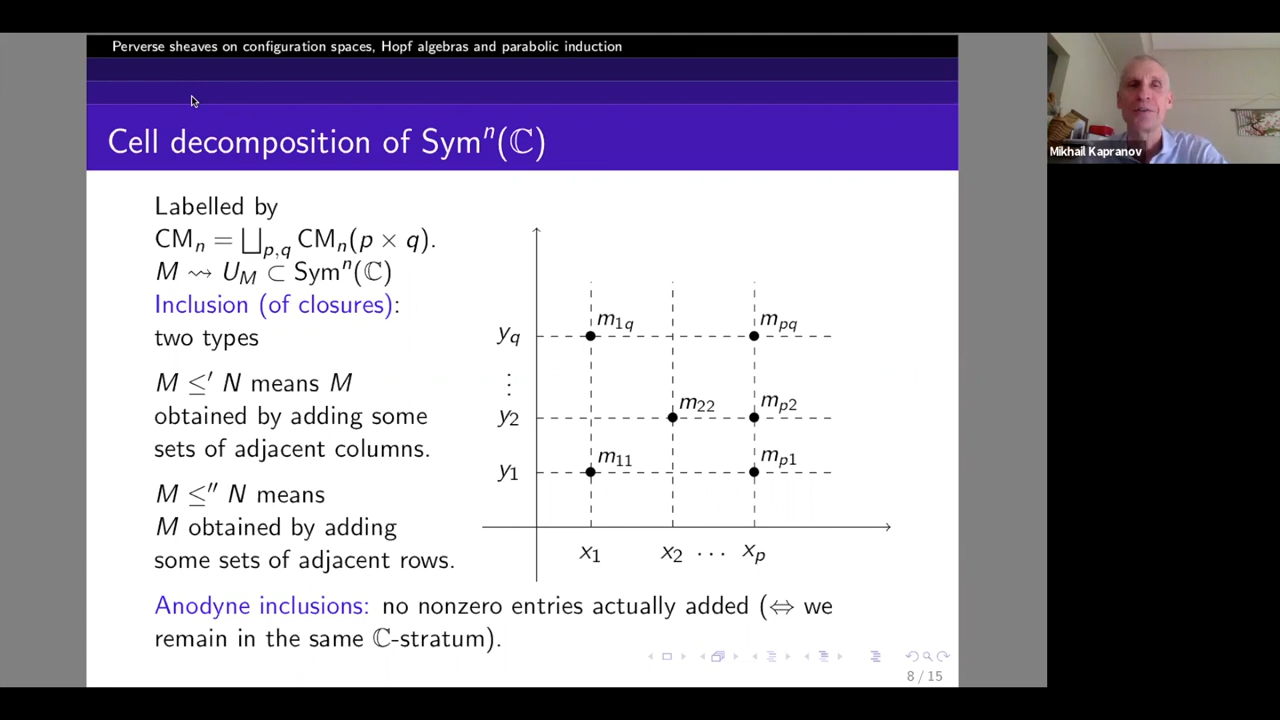 Perverse sheaves on configuration spaces, Hopf algebras and parabolic induction
Cell decomposition of Symⁿ(ℂ)
Labelled by
CMₙ = ⨆_{p,q} CMₙ(p × q).
M ⇝ U_M ⊂ Symⁿ(ℂ)
Inclusion (of closures):
two types
M ≤′ N means M
obtained by adding some
sets of adjacent columns.
M ≤″ N means
M obtained by adding
some sets of adjacent rows.
y_q m_{1q} m_{pq}
⋮
y₂ m₂₂ m_{p2}
y₁ m₁₁ m_{p1}
x₁ x₂ ⋯ x_p
Anodyne inclusions: no nonzero entries actually added (⇔ we
remain in the same ℂ-stratum).
8 / 15
Mikhail Kapranov